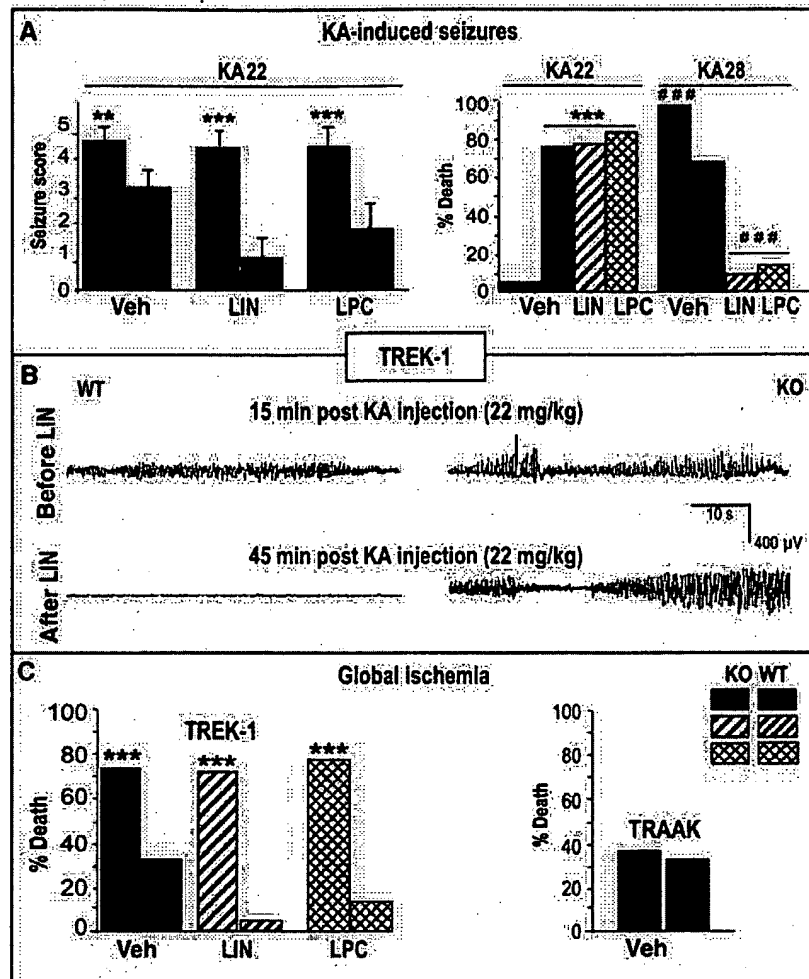 A KA-induced seizures
KA22 KA22 KA28
Seizure score
5
4
3
2
1
0
** *** ***
Veh LIN LPC
% Death
100
80
60
40
20
0
*** ### ###
Veh LIN LPC Veh LIN LPC
TREK-1
B WT KO
15 min post KA injection (22 mg/kg)
Before LIN
10 s
400 µV
45 min post KA injection (22 mg/kg)
After LIN
C Global Ischemia
KO WT
% Death
100
80
60
40
20
0
TREK-1
*** *** ***
Veh LIN LPC
% Death
100
80
60
40
20
0
TRAAK
Veh